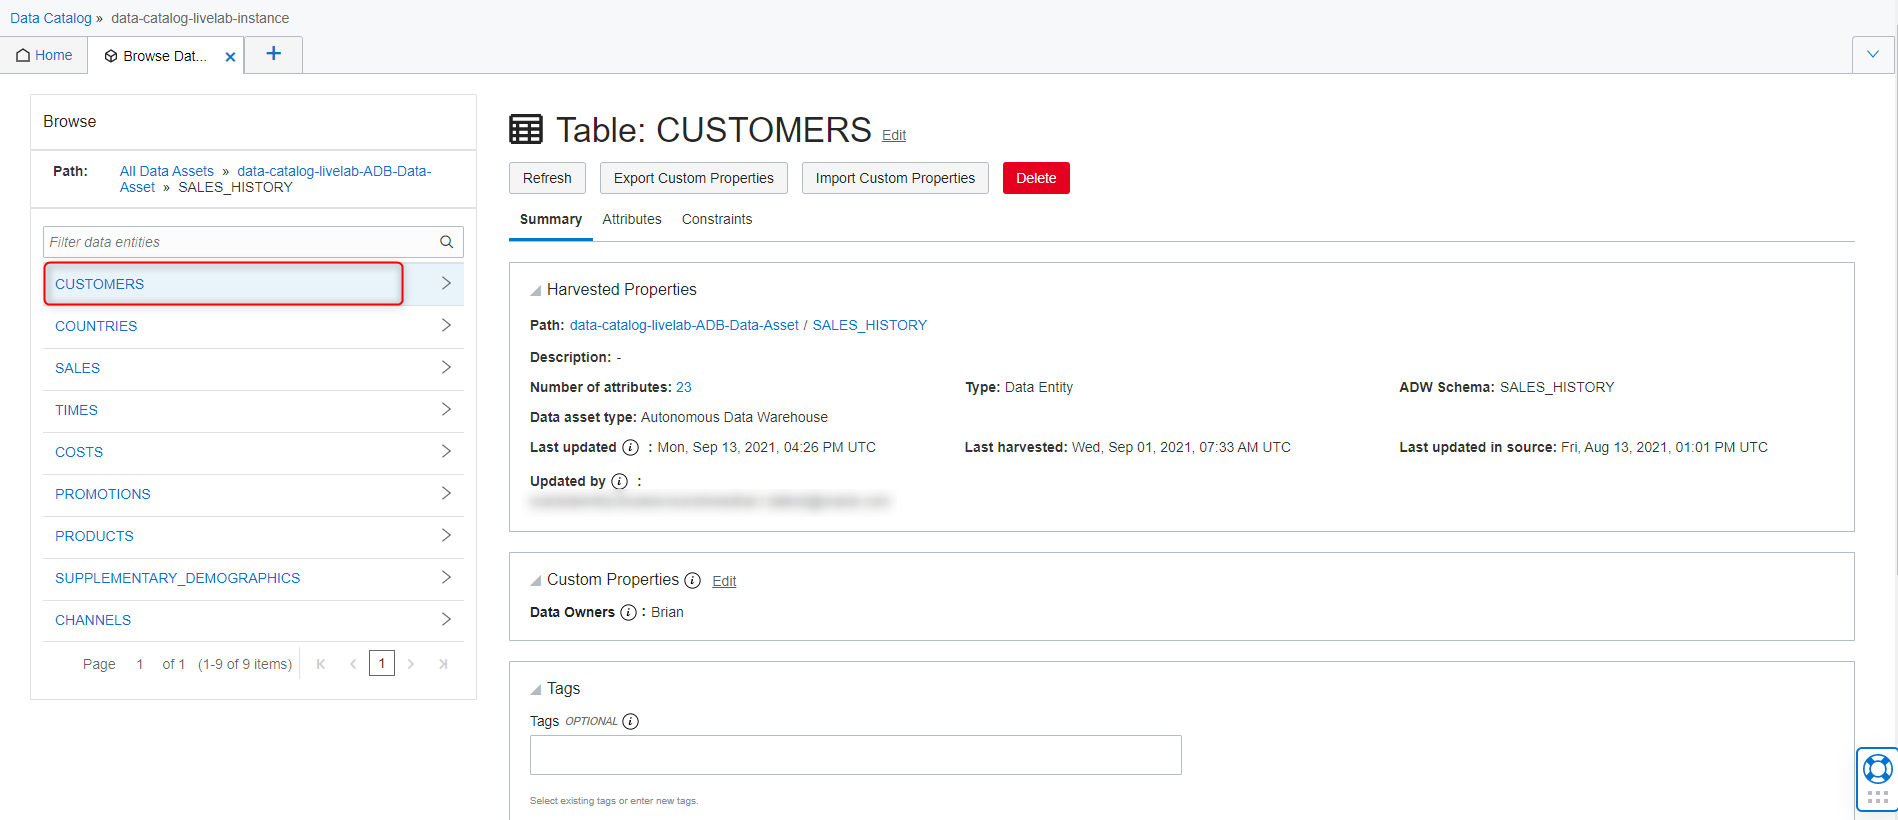 Data Catalog » data-catalog-livelab-instance
Home
Browse Dat...
Browse
Path: All Data Assets » data-catalog-livelab-ADB-Data-
Asset » SALES_HISTORY
Filter data entities
CUSTOMERS
COUNTRIES
SALES
TIMES
COSTS
PROMOTIONS
PRODUCTS
SUPPLEMENTARY_DEMOGRAPHICS
CHANNELS
Page 1 of 1 (1-9 of 9 items) 1
Table: CUSTOMERS Edit
Refresh Export Custom Properties Import Custom Properties Delete
Summary Attributes Constraints
Harvested Properties
Path: data-catalog-livelab-ADB-Data-Asset / SALES_HISTORY
Description: -
Number of attributes: 23 Type: Data Entity ADW Schema: SALES_HISTORY
Data asset type: Autonomous Data Warehouse
Last updated : Mon, Sep 13, 2021, 04:26 PM UTC Last harvested: Wed, Sep 01, 2021, 07:33 AM UTC Last updated in source: Fri, Aug 13, 2021, 01:01 PM UTC
Updated by :
Custom Properties Edit
Data Owners : Brian
Tags
Tags OPTIONAL
Select existing tags or enter new tags.